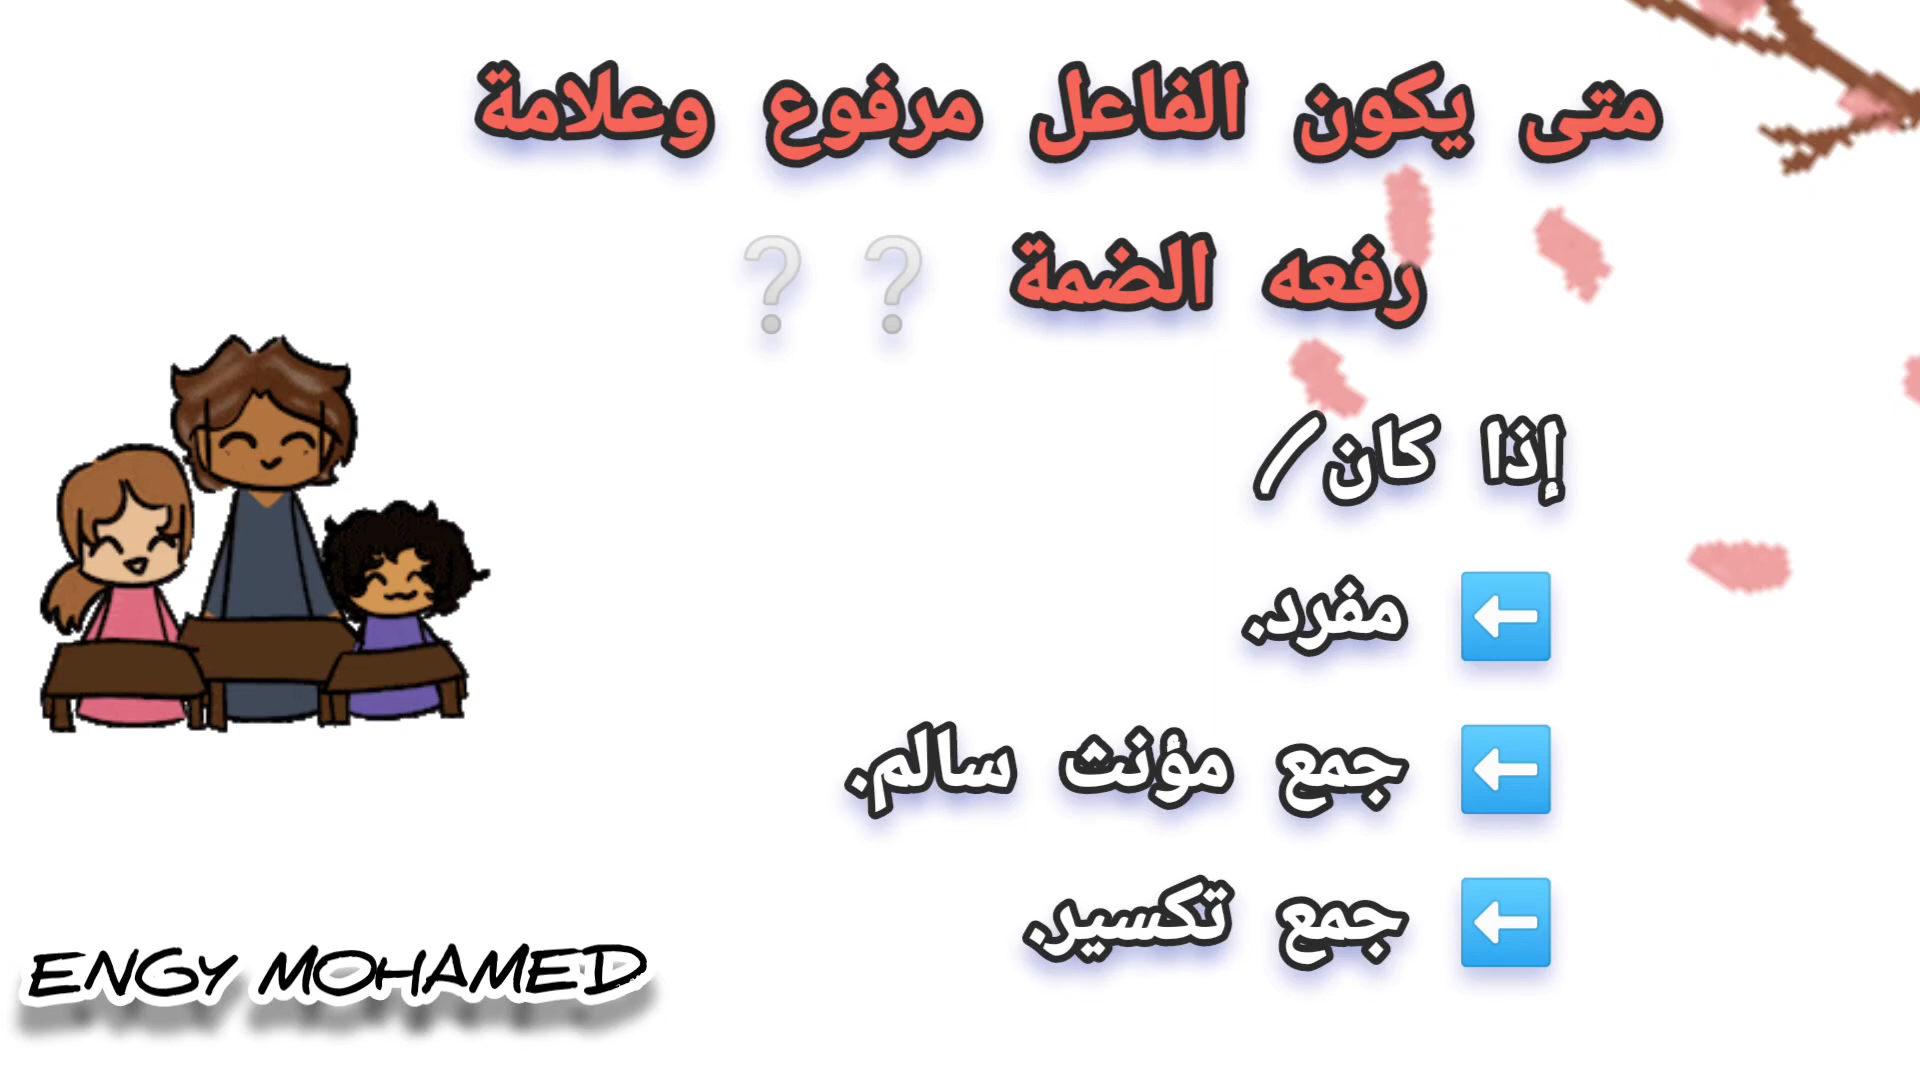 متى يكون الفاعل مرفوع وعلامة
رفعه الضمة ❔❔
إذا كان/
⬅️ مفرد.
⬅️ جمع مؤنث سالم.
⬅️ جمع تكسير.
ENGY MOHAMED